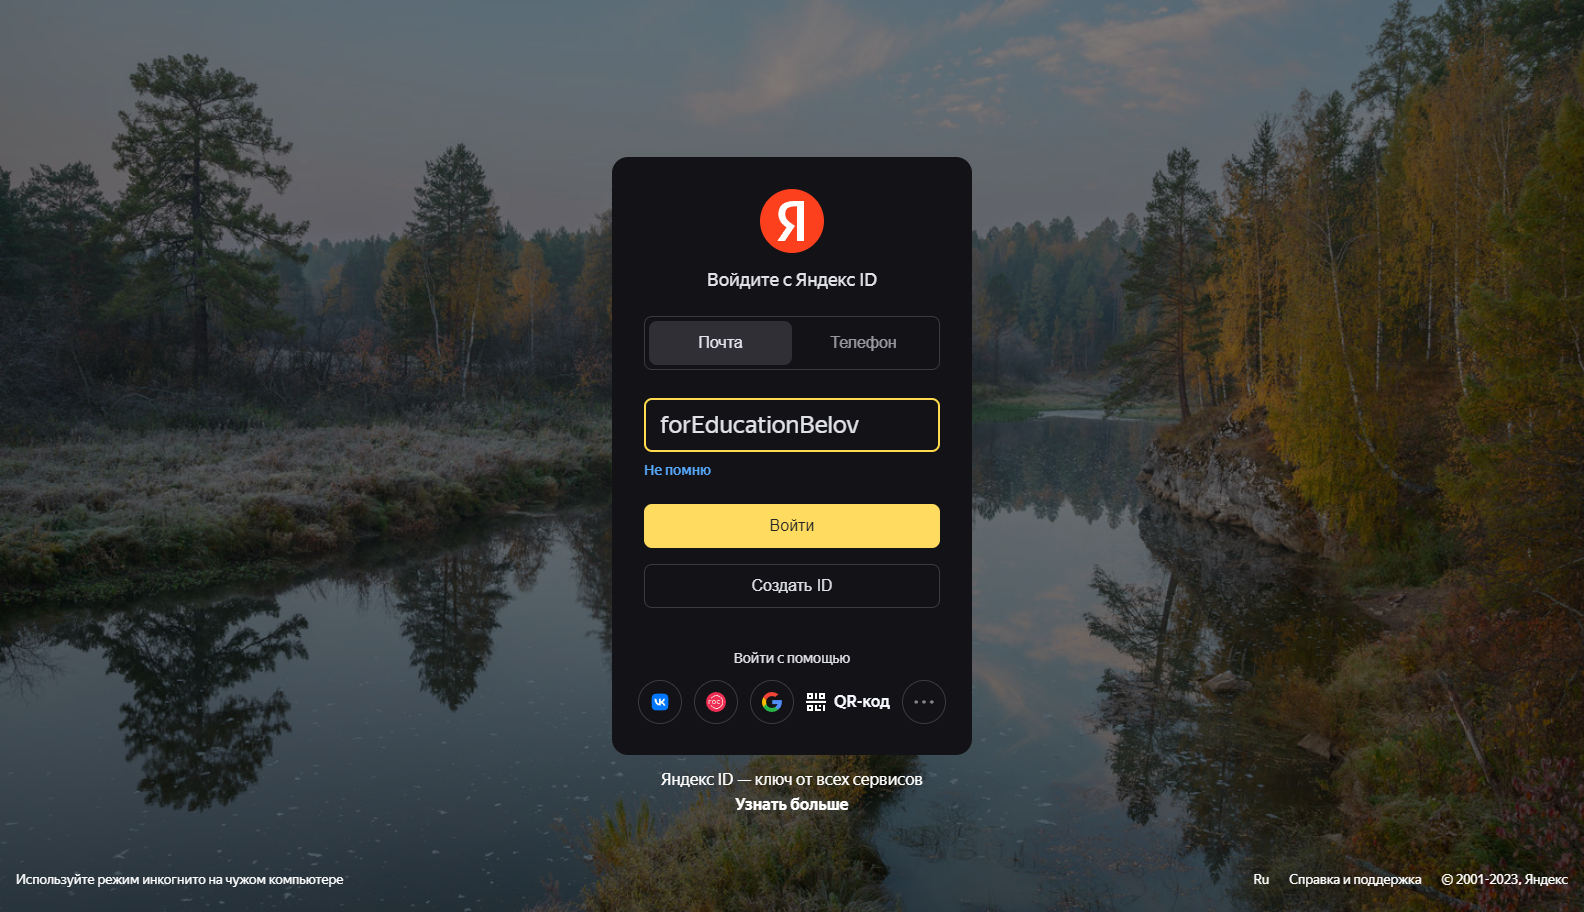 Я
Войдите с Яндекс ID
Почта
Телефон
forEducationBelov
Не помню
Войти
Создать ID
Войти с помощью
QR-код
Яндекс ID — ключ от всех сервисов
Узнать больше
Используйте режим инкогнито на чужом компьютере
Ru
Справка и поддержка
© 2001-2023, Яндекс